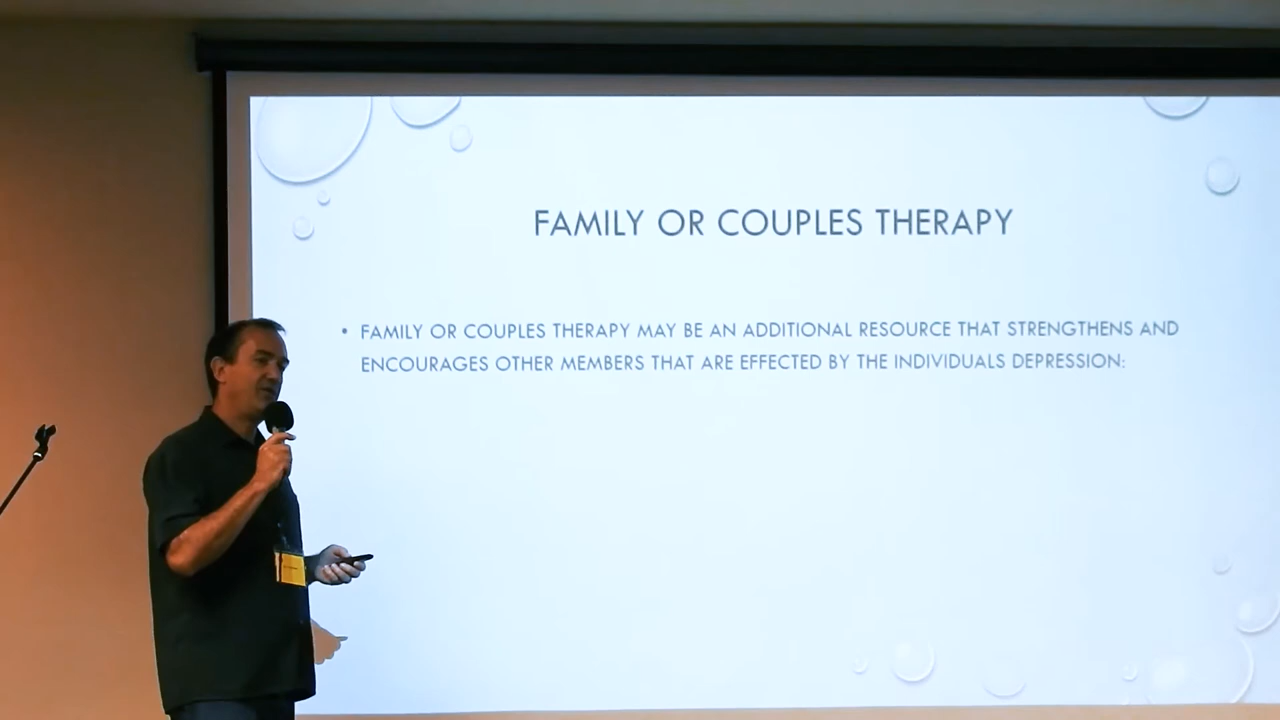 FAMILY OR COUPLES THERAPY
• FAMILY OR COUPLES THERAPY MAY BE AN ADDITIONAL RESOURCE THAT STRENGTHENS AND
ENCOURAGES OTHER MEMBERS THAT ARE EFFECTED BY THE INDIVIDUALS DEPRESSION: